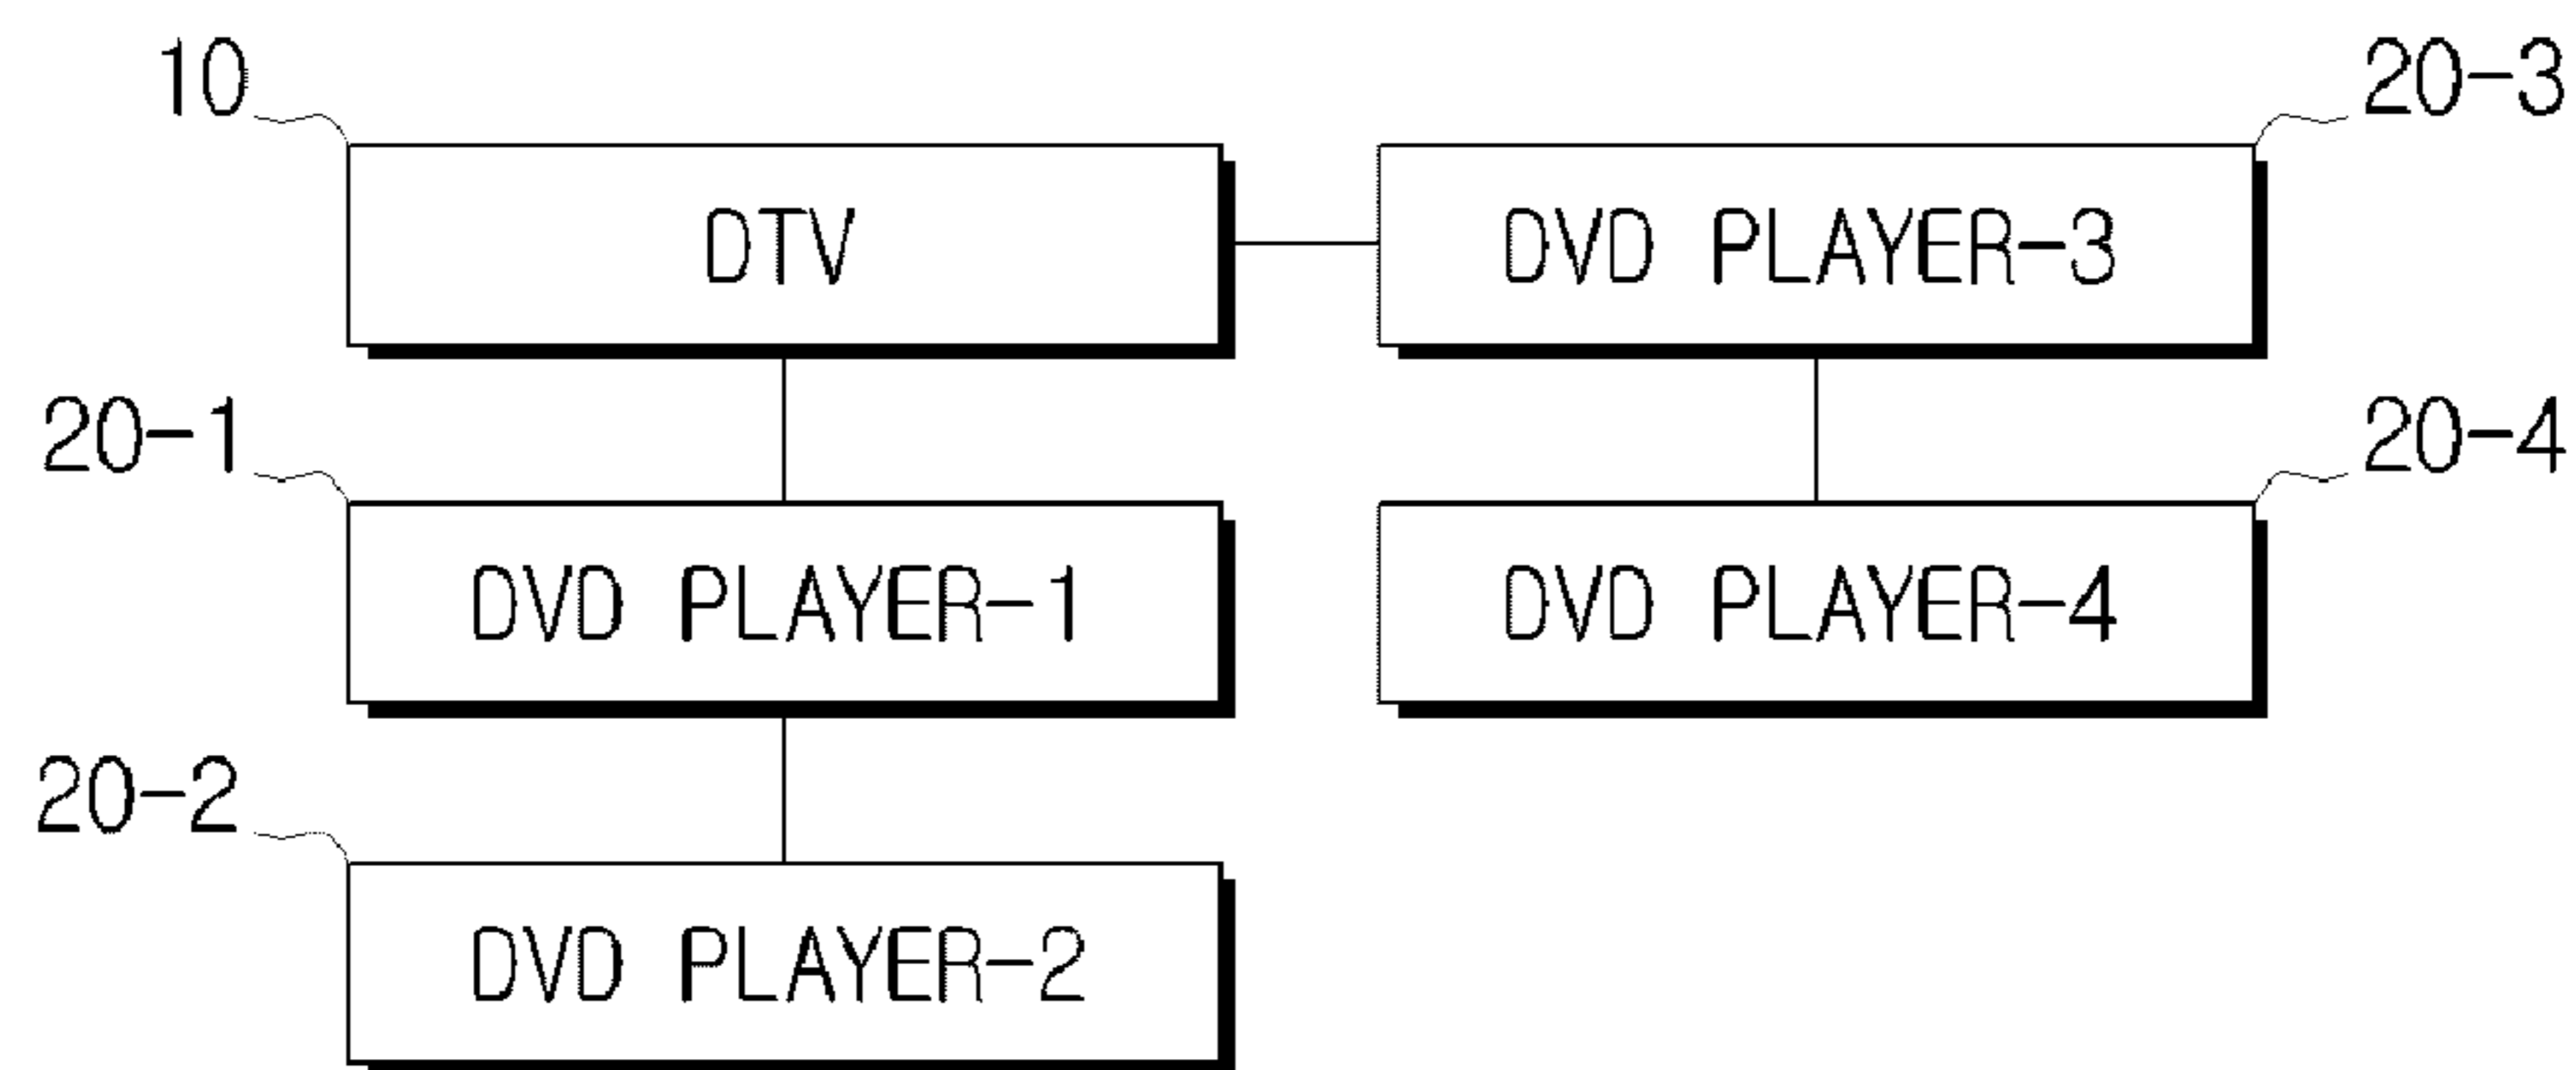 10
20-3
DTV
DVD PLAYER-3
20-1
20-4
DVD PLAYER-1
DVD PLAYER-4
20-2
DVD PLAYER-2